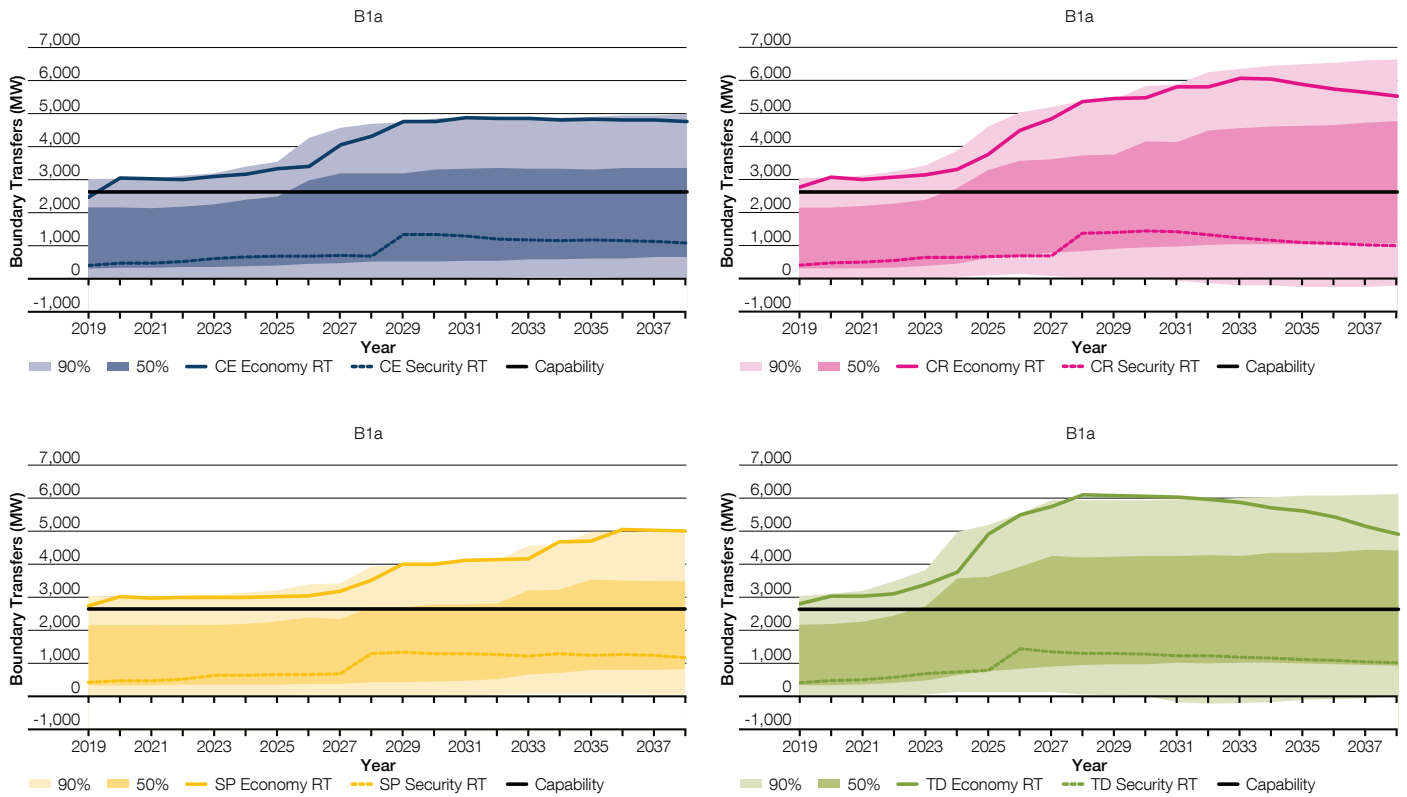 B1a
Boundary Transfers (MW)
7,000
6,000
5,000
4,000
3,000
2,000
1,000
0
-1,000
2019 2021 2023 2025 2027 2029 2031 2033 2035 2037
Year
90% 50% CE Economy RT CE Security RT Capability
B1a
Boundary Transfers (MW)
7,000
6,000
5,000
4,000
3,000
2,000
1,000
0
-1,000
2019 2021 2023 2025 2027 2029 2031 2033 2035 2037
Year
90% 50% CR Economy RT CR Security RT Capability
B1a
Boundary Transfers (MW)
7,000
6,000
5,000
4,000
3,000
2,000
1,000
0
-1,000
2019 2021 2023 2025 2027 2029 2031 2033 2035 2037
Year
90% 50% SP Economy RT SP Security RT Capability
B1a
Boundary Transfers (MW)
7,000
6,000
5,000
4,000
3,000
2,000
1,000
0
-1,000
2019 2021 2023 2025 2027 2029 2031 2033 2035 2037
Year
90% 50% TD Economy RT TD Security RT Capability